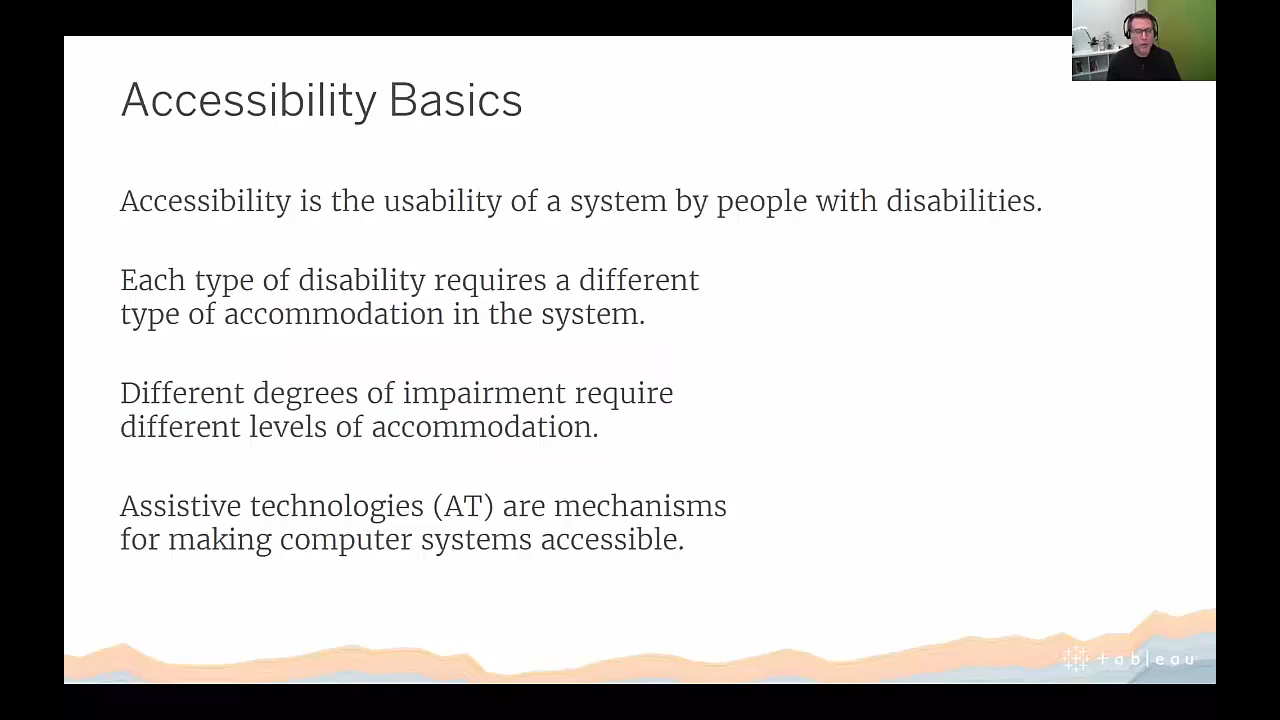 Accessibility Basics
Accessibility is the usability of a system by people with disabilities.
Each type of disability requires a different
type of accommodation in the system.
Different degrees of impairment require
different levels of accommodation.
Assistive technologies (AT) are mechanisms
for making computer systems accessible.
+ableau